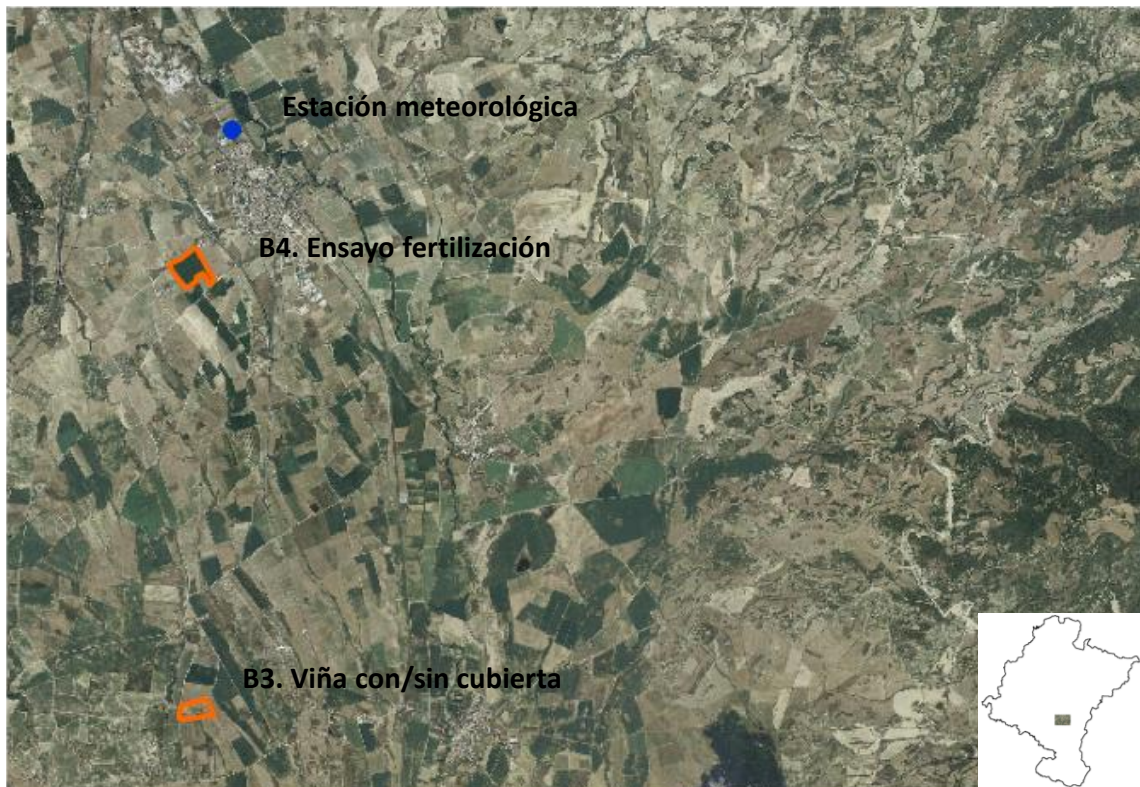 Estación meteorológica
B4. Ensayo fertilización
B3. Viña con/sin cubierta